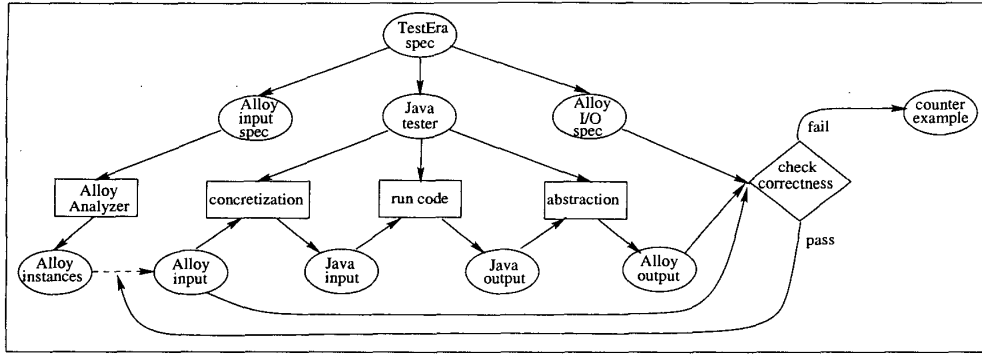 TestEra
spec
Alloy
input
spec
Java
tester
Alloy
I/O
spec
counter
example
fail
check
correctness
Alloy
Analyzer
concretization
run code
abstraction
pass
Alloy
instances
Alloy
input
Java
input
Java
output
Alloy
output